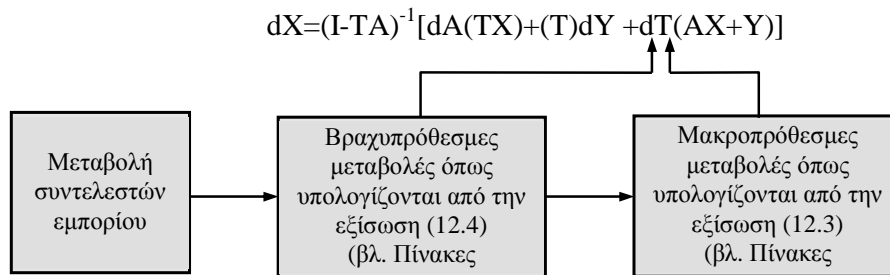 dX=(I-TA)⁻¹[dA(TX)+(T)dY +dT(AX+Y)]
Μεταβολή
συντελεστών
εμπορίου
Βραχυπρόθεσμες
μεταβολές όπως
υπολογίζονται από την
εξίσωση (12.4)
(βλ. Πίνακες
Μακροπρόθεσμες
μεταβολές όπως
υπολογίζονται από την
εξίσωση (12.3)
(βλ. Πίνακες